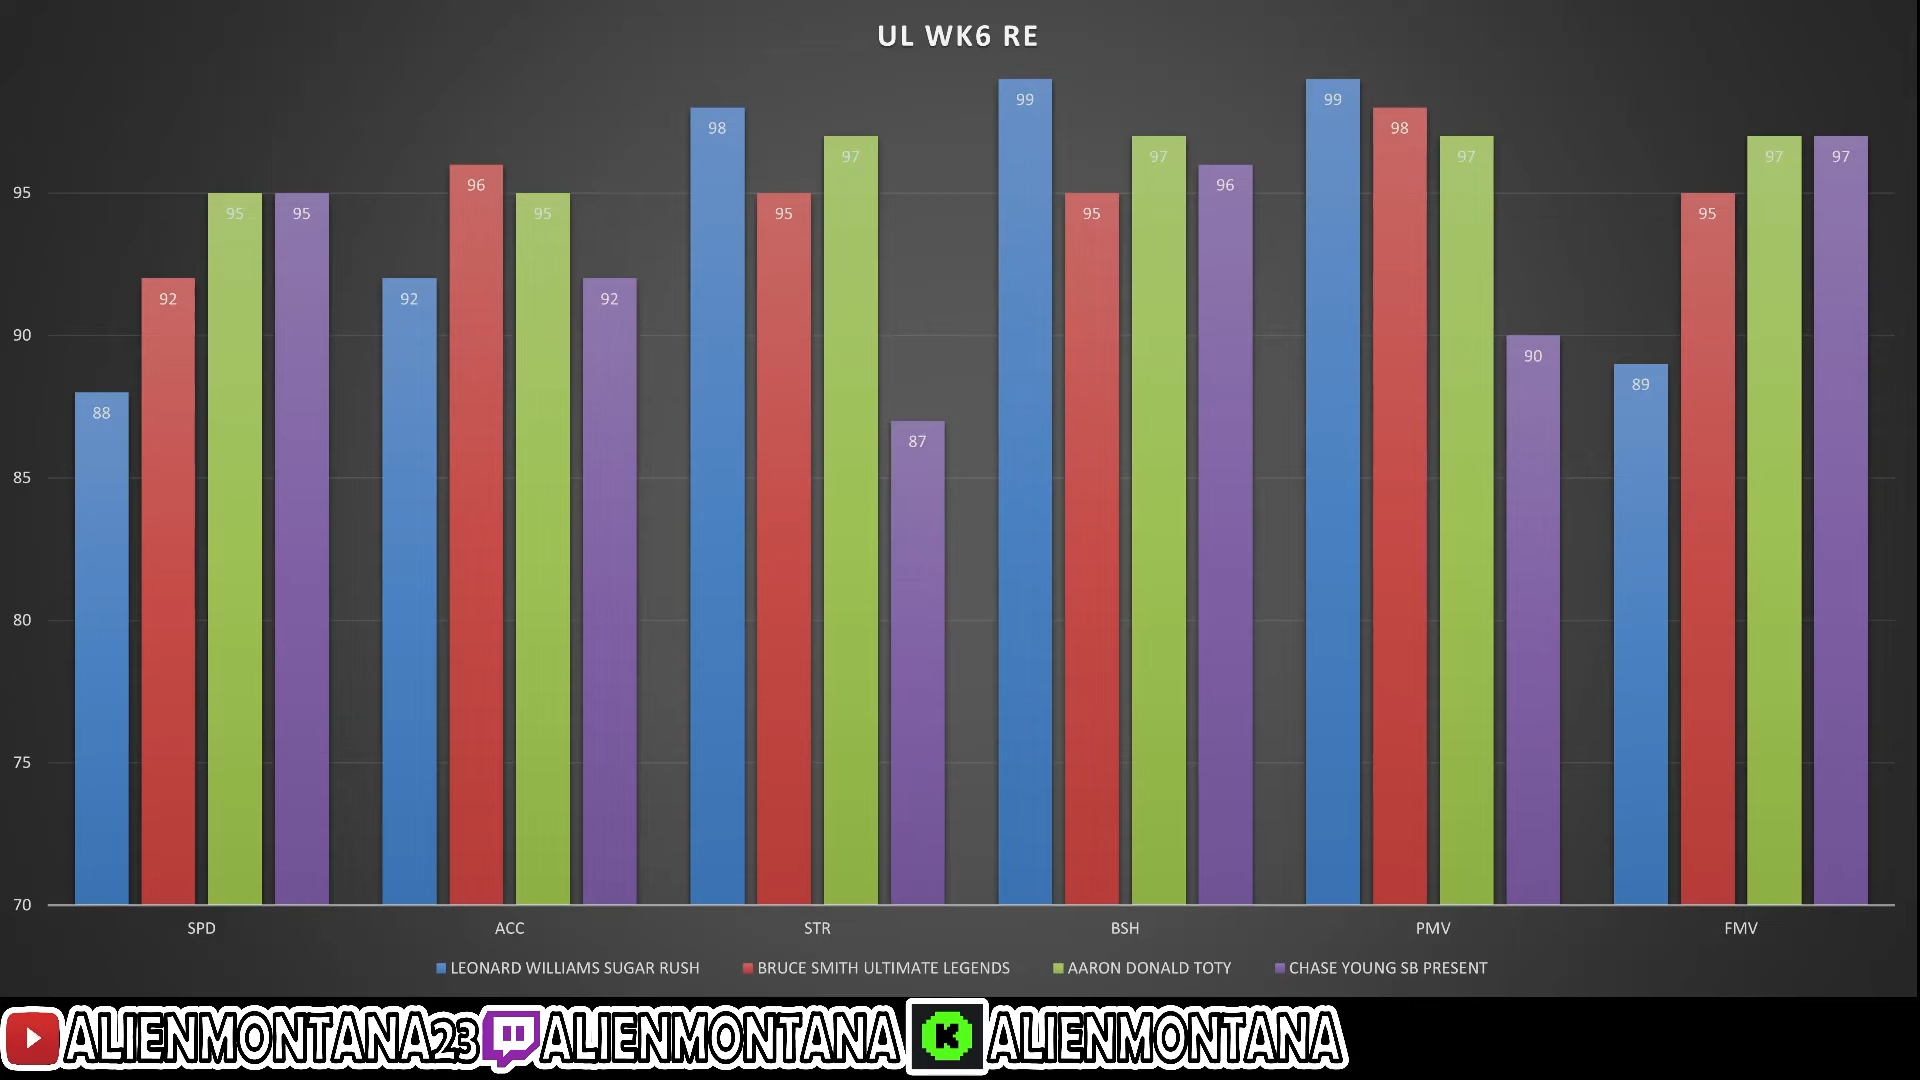 UL WK6 RE
99 99
98 98
97 97 97 97 97
96 96
95 95 95 95 95 95 95
92 92 92
90 90
89
88
87
85
80
75
70
SPD ACC STR BSH PMV FMV
LEONARD WILLIAMS SUGAR RUSH BRUCE SMITH ULTIMATE LEGENDS AARON DONALD TOTY CHASE YOUNG SB PRESENT
ALIENMONTANA23 ALIENMONTANA K ALIENMONTANA